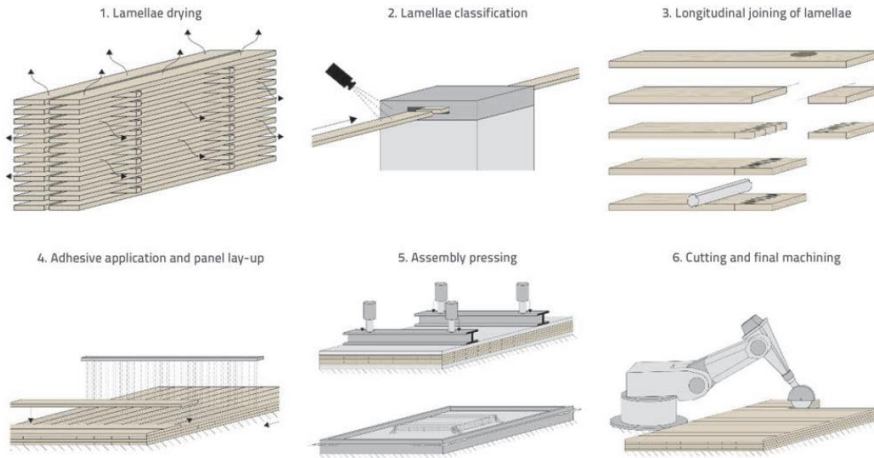 1. Lamellae drying
2. Lamellae classification
3. Longitudinal joining of lamellae
4. Adhesive application and panel lay-up
5. Assembly pressing
6. Cutting and final machining